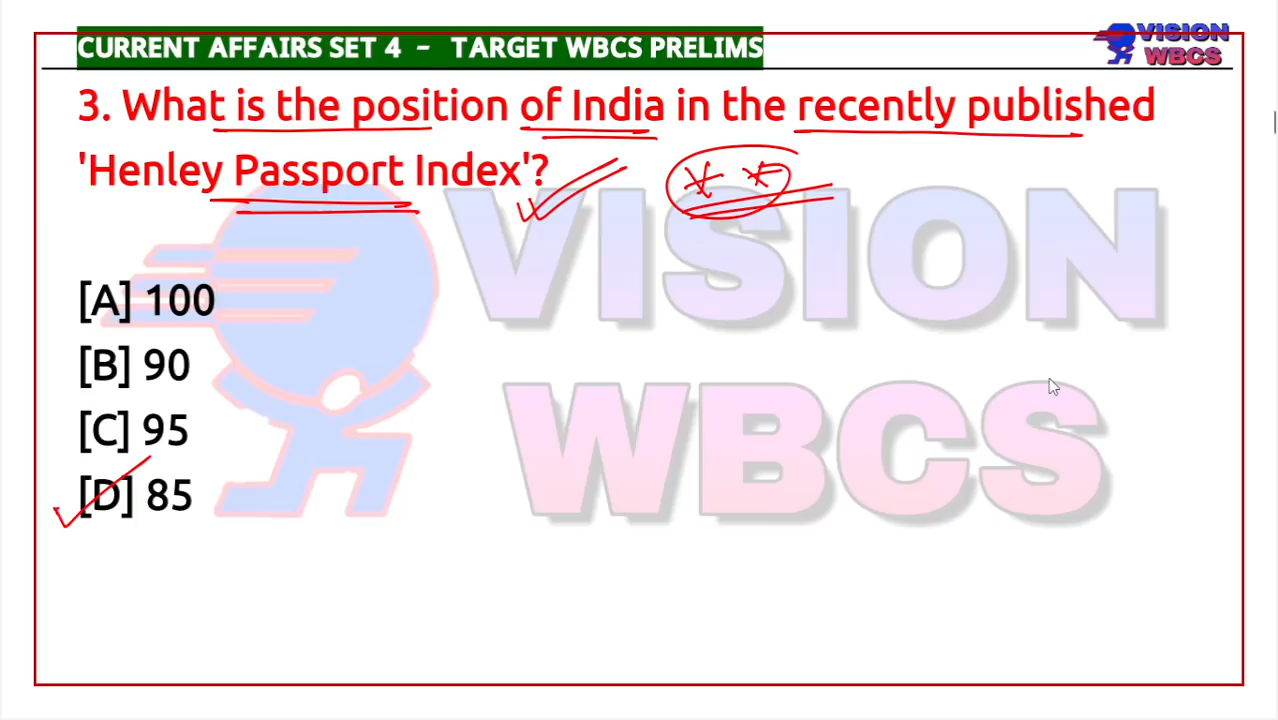 CURRENT AFFAIRS SET 4 - TARGET WBCS PRELIMS
VISION
WBCS
3. What is the position of India in the recently published
'Henley Passport Index'?
VISION
WBCS
[A] 100
[B] 90
[C] 95
[D] 85